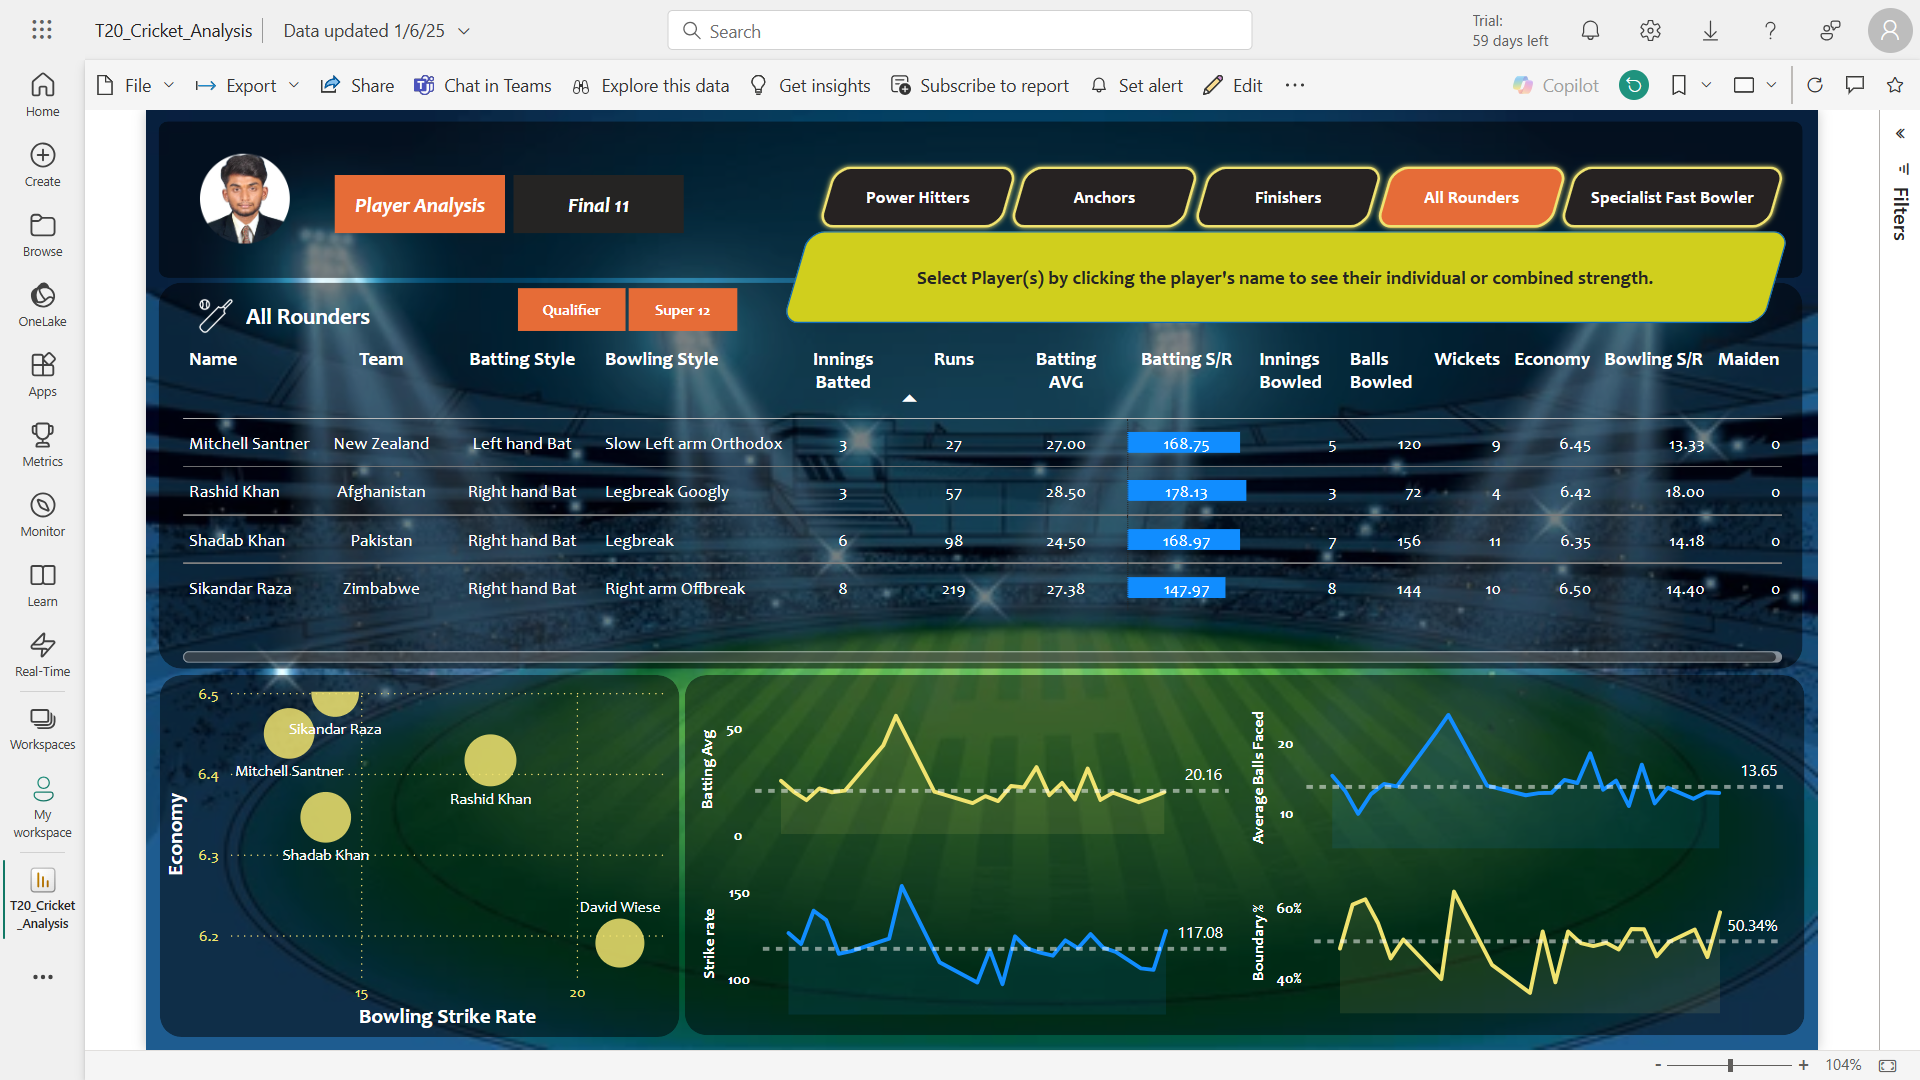 T20_Cricket_Analysis
Data updated 1/6/25
Search
Trial:
59 days left
File
Export
Share
Chat in Teams
Explore this data
Get insights
Subscribe to report
Set alert
Edit
Copilot
Home
Create
Browse
OneLake
Apps
Metrics
Monitor
Learn
Real-Time
Workspaces
My
workspace
T20_Cricket
_Analysis
Player Analysis
Final 11
Power Hitters
Anchors
Finishers
All Rounders
Specialist Fast Bowler
Select Player(s) by clicking the player's name to see their individual or combined strength.
All Rounders
Qualifier
Super 12
Name Team Batting Style Bowling Style Innings Batted Runs Batting AVG Batting S/R Innings Bowled Balls Bowled Wickets Economy Bowling S/R Maiden
Mitchell Santner New Zealand Left hand Bat Slow Left arm Orthodox 3 27 27.00 168.75 5 120 9 6.45 13.33 0
Rashid Khan Afghanistan Right hand Bat Legbreak Googly 3 57 28.50 178.13 3 72 4 6.42 18.00 0
Shadab Khan Pakistan Right hand Bat Legbreak 6 98 24.50 168.97 7 156 11 6.35 14.18 0
Sikandar Raza Zimbabwe Right hand Bat Right arm Offbreak 8 219 27.38 147.97 8 144 10 6.50 14.40 0
Economy
6.5
6.4
6.3
6.2
Sikandar Raza
Mitchell Santner
Rashid Khan
Shadab Khan
David Wiese
15
20
Bowling Strike Rate
Batting Avg
50
0
20.16
Average Balls Faced
20
10
13.65
Strike rate
150
100
117.08
Boundary %
60%
40%
50.34%
Filters
- + 104%